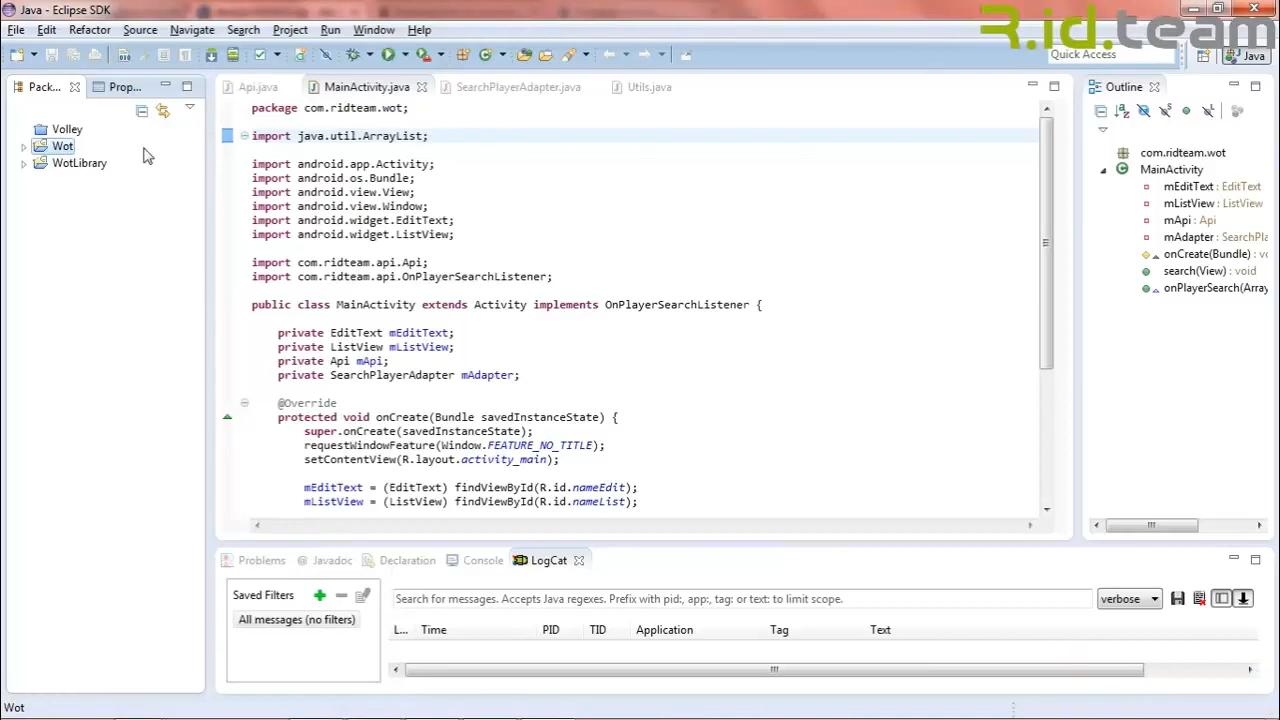 Java - Eclipse SDK
R.id.team
File Edit Refactor Source Navigate Search Project Run Window Help
Quick Access
Java
Pack... Prop...
Volley
Wot
WotLibrary
Api.java MainActivity.java SearchPlayerAdapter.java Utils.java
package com.ridteam.wot;
import java.util.ArrayList;
import android.app.Activity;
import android.os.Bundle;
import android.view.View;
import android.view.Window;
import android.widget.EditText;
import android.widget.ListView;
import com.ridteam.api.Api;
import com.ridteam.api.OnPlayerSearchListener;
public class MainActivity extends Activity implements OnPlayerSearchListener {
private EditText mEditText;
private ListView mListView;
private Api mApi;
private SearchPlayerAdapter mAdapter;
@Override
protected void onCreate(Bundle savedInstanceState) {
super.onCreate(savedInstanceState);
requestWindowFeature(Window.FEATURE_NO_TITLE);
setContentView(R.layout.activity_main);
mEditText = (EditText) findViewById(R.id.nameEdit);
mListView = (ListView) findViewById(R.id.nameList);
Outline
com.ridteam.wot
MainActivity
mEditText : EditText
mListView : ListView
mApi : Api
mAdapter : SearchPla
onCreate(Bundle) : vo
search(View) : void
onPlayerSearch(Array
Problems @ Javadoc Declaration Console LogCat
Saved Filters
All messages (no filters)
Search for messages. Accepts Java regexes. Prefix with pid:, app:, tag: or text: to limit scope.
verbose
L... Time PID TID Application Tag Text
Wot